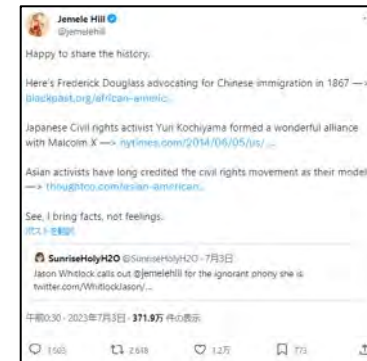 Jemele Hill
@jemelehill
Happy to share the history.
Here's Frederick Douglass advocating for Chinese immigration in 1867 —>
blackpast.org/african-americ...
Japanese Civil rights activist Yuri Kochiyama formed a wonderful alliance
with Malcolm X —> nytimes.com/2014/06/05/us/...
Asian activists have long credited the civil rights movement as their model
—> thoughtco.com/asian-american...
See, I bring facts, not feelings.
ポストを翻訳
SunriseHolyH2O @SunriseHolyH2O · 7月3日
Jason Whitlock calls out @jemelehill for the ignorant phony she is.
twitter.com/WhitlockJason/...
午前0:30 · 2023年7月3日 · 371.9万 件の表示
1.2万
773